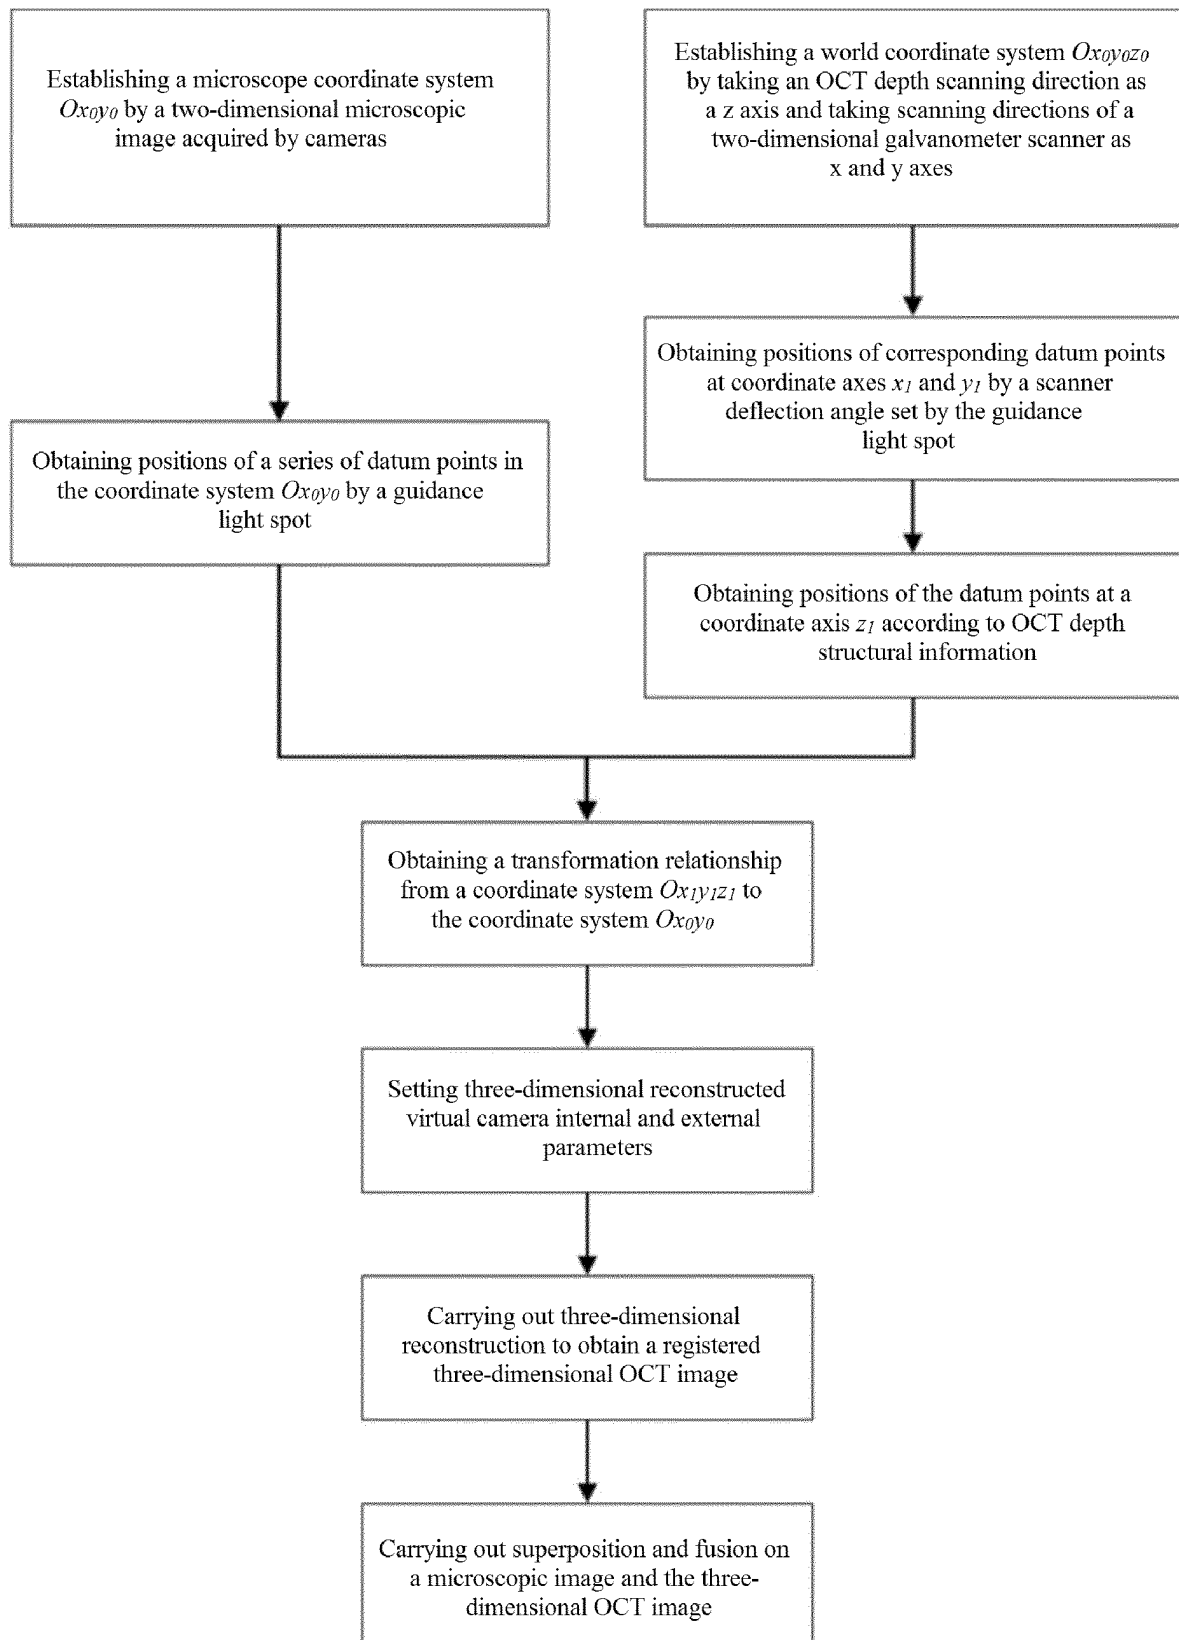 Establishing a microscope coordinate system
Ox₀y₀ by a two-dimensional microscopic
image acquired by cameras
Establishing a world coordinate system Ox₀y₀z₀
by taking an OCT depth scanning direction as
a z axis and taking scanning directions of a
two-dimensional galvanometer scanner as
x and y axes
Obtaining positions of corresponding datum points
at coordinate axes x₁ and y₁ by a scanner
deflection angle set by the guidance
light spot
Obtaining positions of a series of datum points in
the coordinate system Ox₀y₀ by a guidance
light spot
Obtaining positions of the datum points at a
coordinate axis z₁ according to OCT depth
structural information
Obtaining a transformation relationship
from a coordinate system Ox₁y₁z₁ to
the coordinate system Ox₀y₀
Setting three-dimensional reconstructed
virtual camera internal and external
parameters
Carrying out three-dimensional
reconstruction to obtain a registered
three-dimensional OCT image
Carrying out superposition and fusion on
a microscopic image and the three-
dimensional OCT image